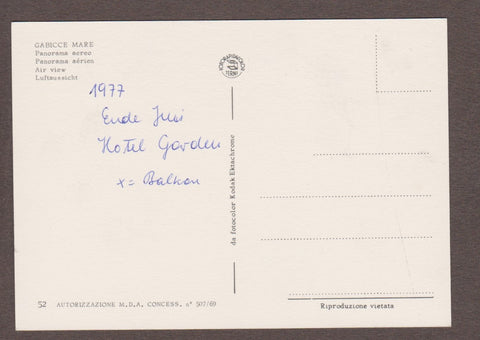 GABICCE MARE
Panorama aereo
Panorama aérien
Air view
Luftaussicht
1977
Ende Juni
Hotel Garden
x = Balkon
da fotocolor Kodak Ektachrome
52 AUTORIZZAZIONE M.D.A. CONCESS. n° 507/69
Riproduzione vietata